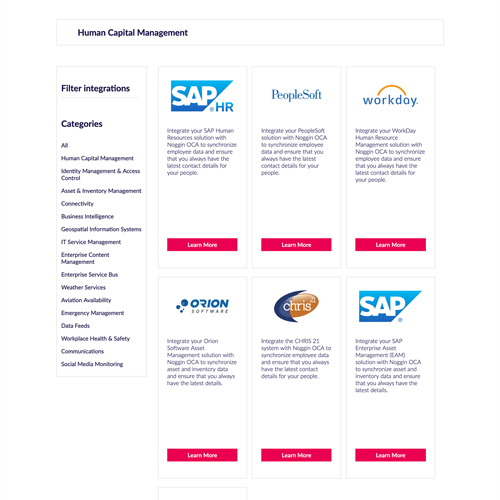 Human Capital Management
Filter integrations
Categories
All
Human Capital Management
Identity Management & Access
Control
Asset & Inventory Management
Connectivity
Business Intelligence
Geospatial Information Systems
IT Service Management
Enterprise Content
Management
Enterprise Service Bus
Weather Services
Aviation Availability
Emergency Management
Data Feeds
Workplace Health & Safety
Communications
Social Media Monitoring
SAP HR
Integrate your SAP Human
Resources solution with
Noggin OCA to synchronize
employee data and ensure
that you always have the
latest contact details for
your people.
Learn More
PeopleSoft
Integrate your PeopleSoft
solution with Noggin OCA
to synchronize employee
data and ensure that you
always have the latest
contact details for your
people.
Learn More
workday.
Integrate your WorkDay
Human Resource
Management solution with
Noggin OCA to synchronize
employee data and ensure
that you always have the
latest contact details for
your people.
Learn More
ORION
SOFTWARE
Integrate your Orion
Software Asset
Management solution with
Noggin OCA to synchronize
asset and inventory data
and ensure that you always
have the latest details.
Learn More
chris 21
Integrate the CHRIS 21
system with Noggin OCA to
synchronize employee data
and ensure that you always
have the latest contact
details for your people.
Learn More
SAP
Integrate your SAP
Enterprise Asset
Management (EAM)
solution with Noggin OCA
to synchronize asset and
inventory data and ensure
that you always have the
latest details.
Learn More